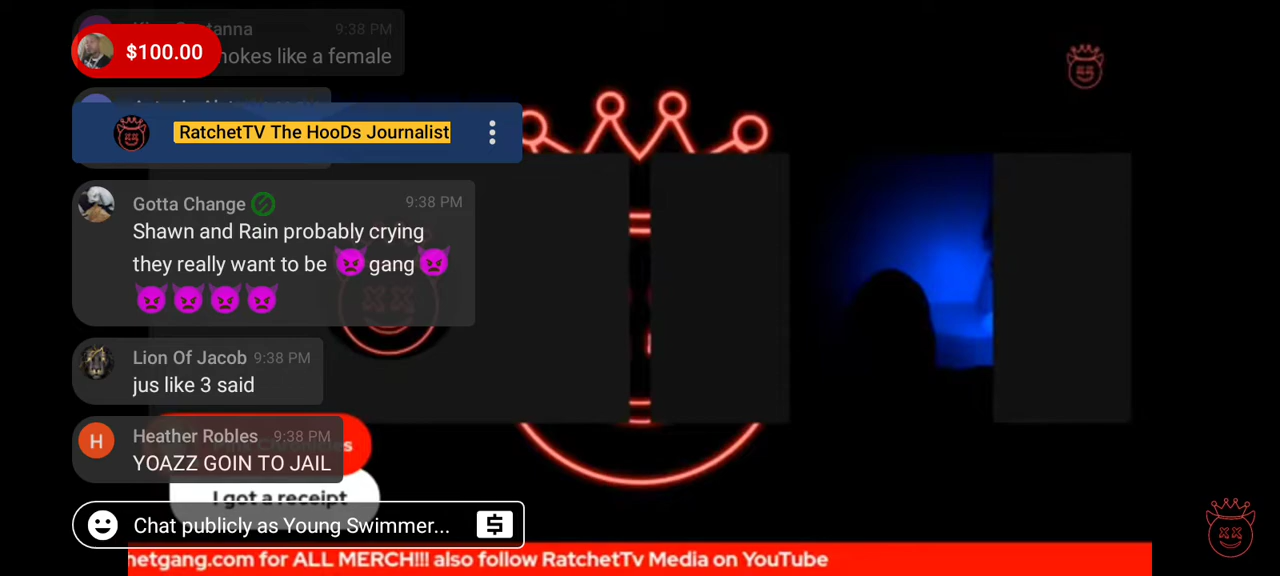 9:38 PM
$100.00
nokes like a female
RatchetTV The HooDs Journalist
Gotta Change 9:38 PM
Shawn and Rain probably crying
they really want to be 👿gang👿
👿👿👿👿
Lion Of Jacob 9:38 PM
jus like 3 said
H
Heather Robles 9:38 PM
YOAZZ GOIN TO JAIL
I got a receipt
Chat publicly as Young Swimmer...
netgang.com for ALL MERCH!!! also follow RatchetTv Media on YouTube